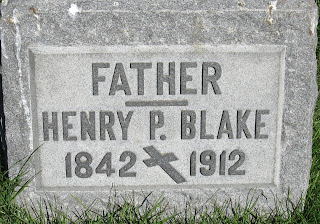 FATHER
HENRY P. BLAKE
1842 1912